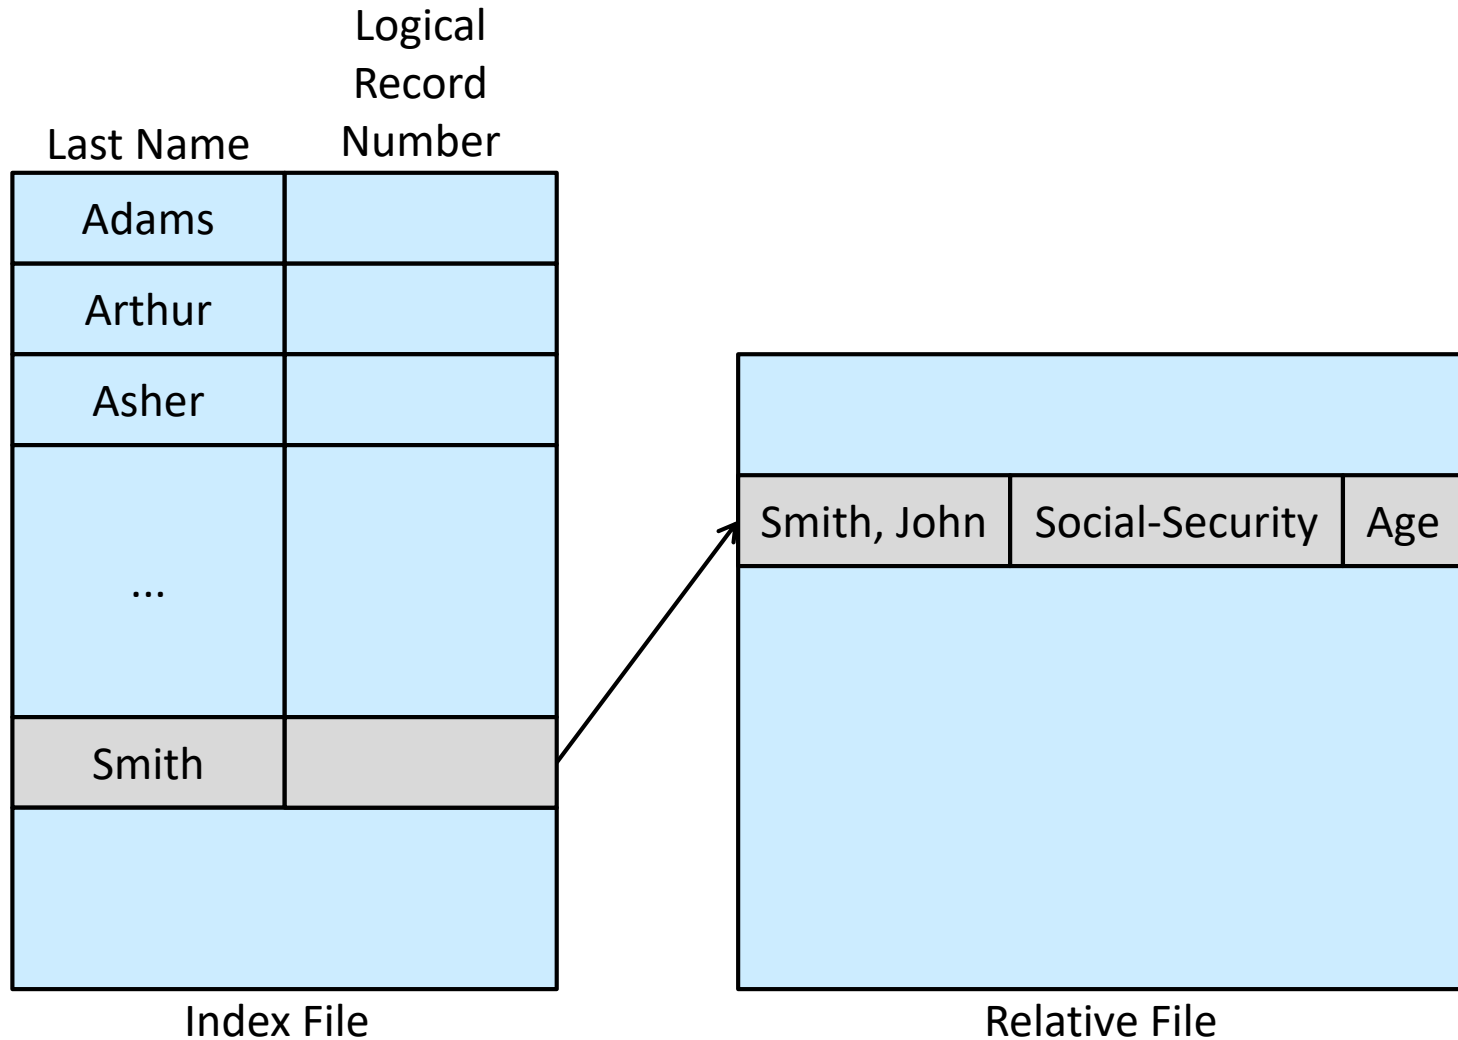 Logical
Record
Number
Last Name
Adams
Arthur
Asher
...
Smith
Smith, John
Social-Security
Age
Index File
Relative File